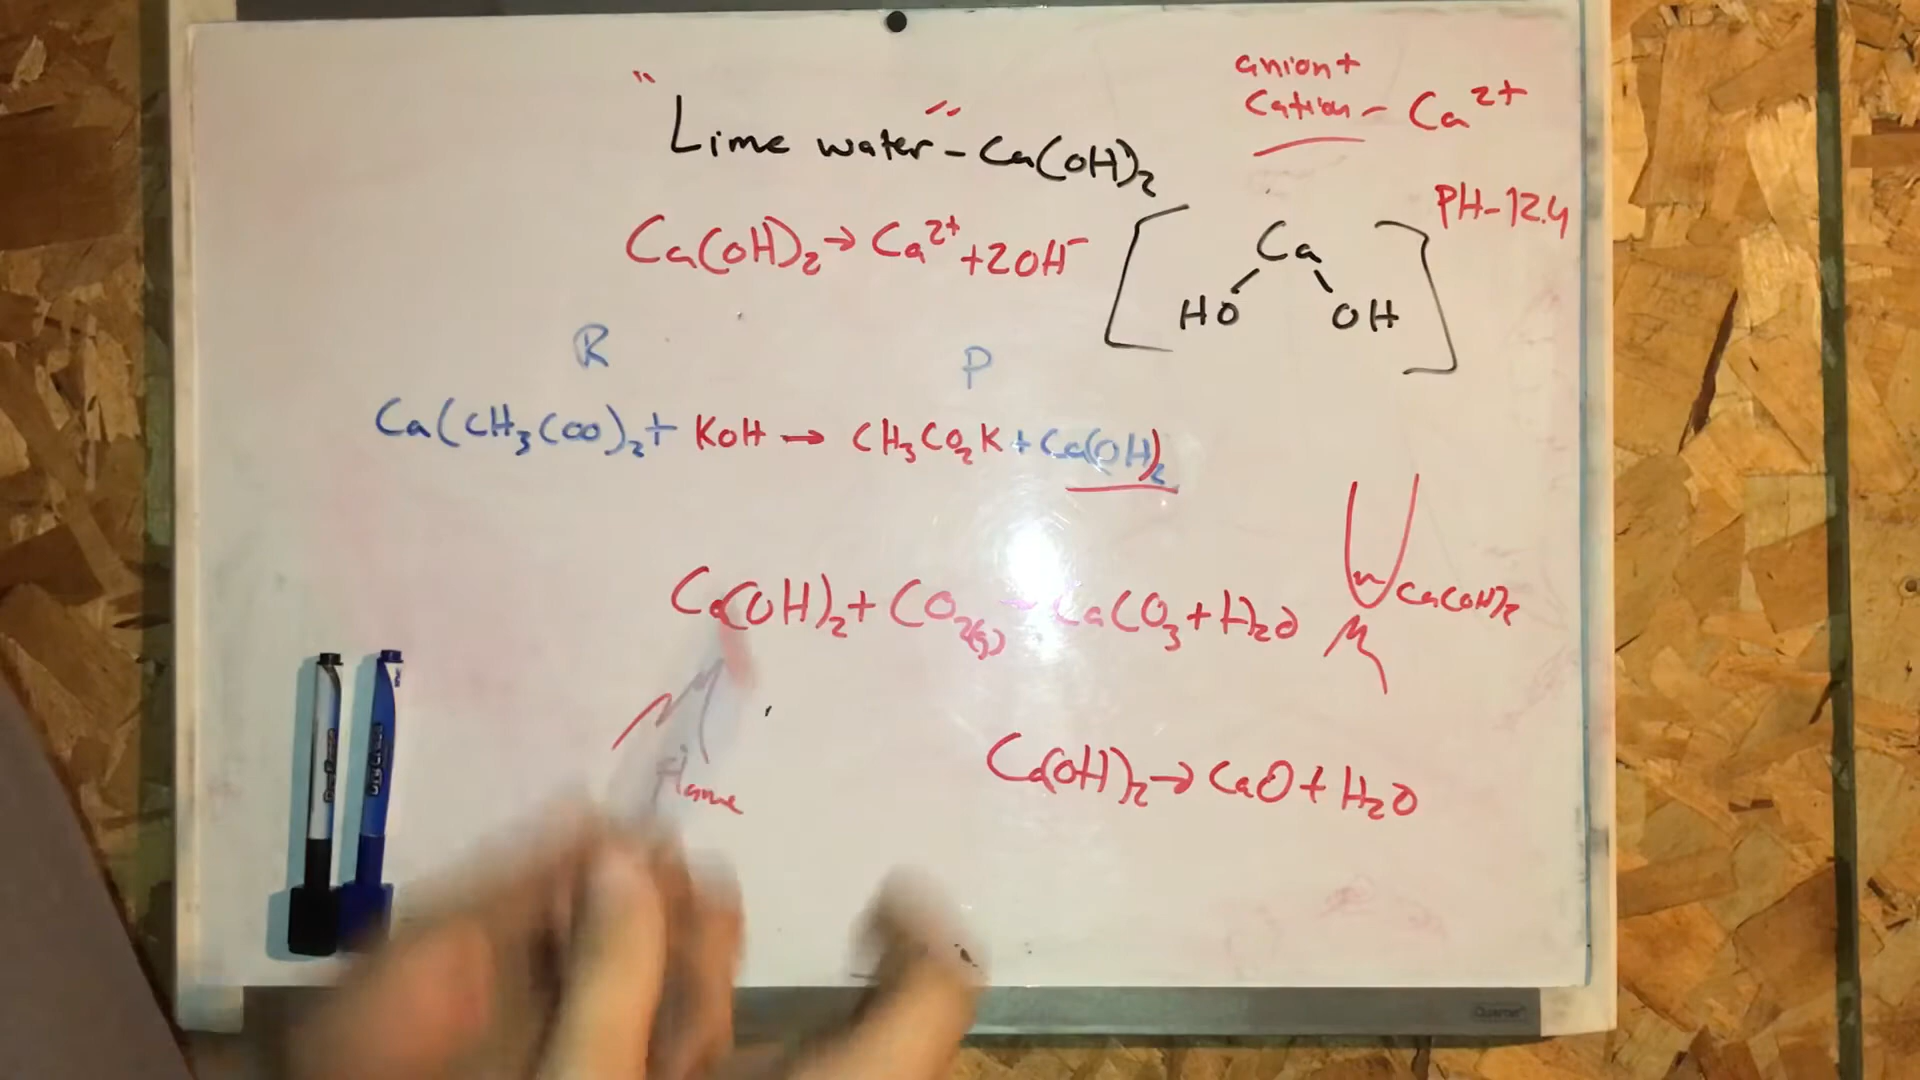 anion +
Cation - Ca²⁺
"Lime water" - Ca(OH)₂
PH-12.4
Ca(OH)₂ → Ca²⁺ + 2OH⁻
Ca
HO OH
R P
Ca(CH₃COO)₂ + KOH → CH₃CO₂K + Ca(OH)₂
Ca(OH)₂ + CO₂(g) → CaCO₃ + H₂O
Ca(OH)₂
Flame
Ca(OH)₂ → CaO + H₂O
Quartet